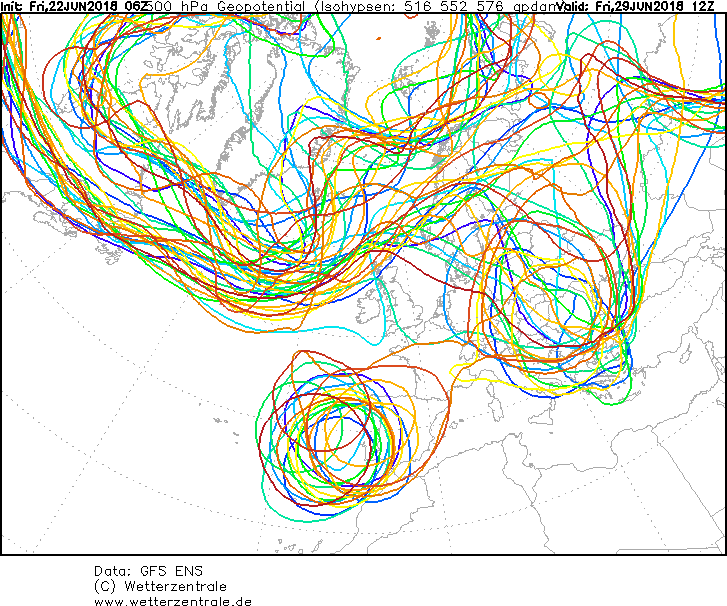 Init: Fri,22JUN2018 06Z 500 hPa Geopotential (Isohypsen: 516 552 576 gpdam) Valid: Fri,29JUN2018 12Z
Data: GFS ENS
(C) Wetterzentrale
www.wetterzentrale.de